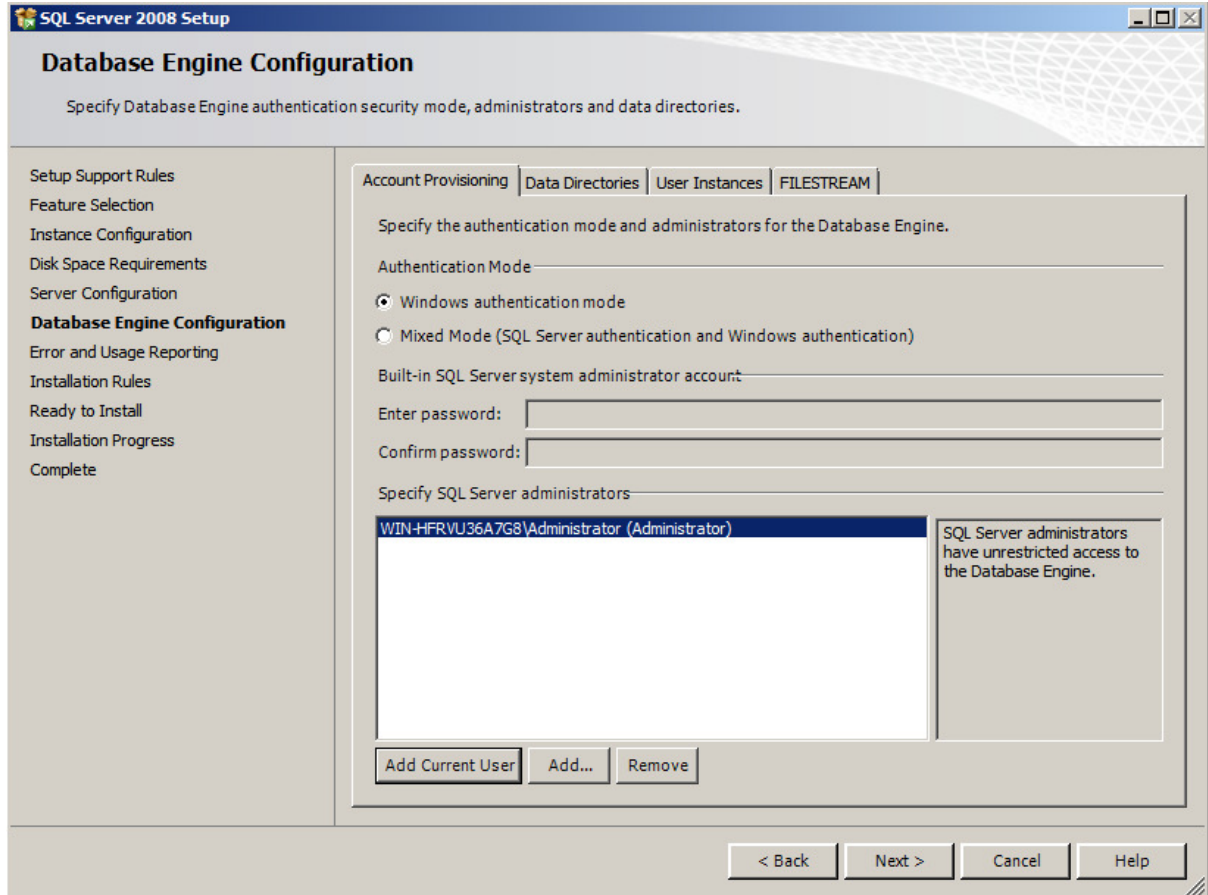 SQL Server 2008 Setup
Database Engine Configuration
Specify Database Engine authentication security mode, administrators and data directories.
Setup Support Rules
Feature Selection
Instance Configuration
Disk Space Requirements
Server Configuration
Database Engine Configuration
Error and Usage Reporting
Installation Rules
Ready to Install
Installation Progress
Complete
Account Provisioning Data Directories User Instances FILESTREAM
Specify the authentication mode and administrators for the Database Engine.
Authentication Mode
Windows authentication mode
Mixed Mode (SQL Server authentication and Windows authentication)
Built-in SQL Server system administrator account
Enter password:
Confirm password:
Specify SQL Server administrators
WIN-HFRVU36A7G8\Administrator (Administrator)
SQL Server administrators
have unrestricted access to
the Database Engine.
Add Current User Add... Remove
< Back Next > Cancel Help